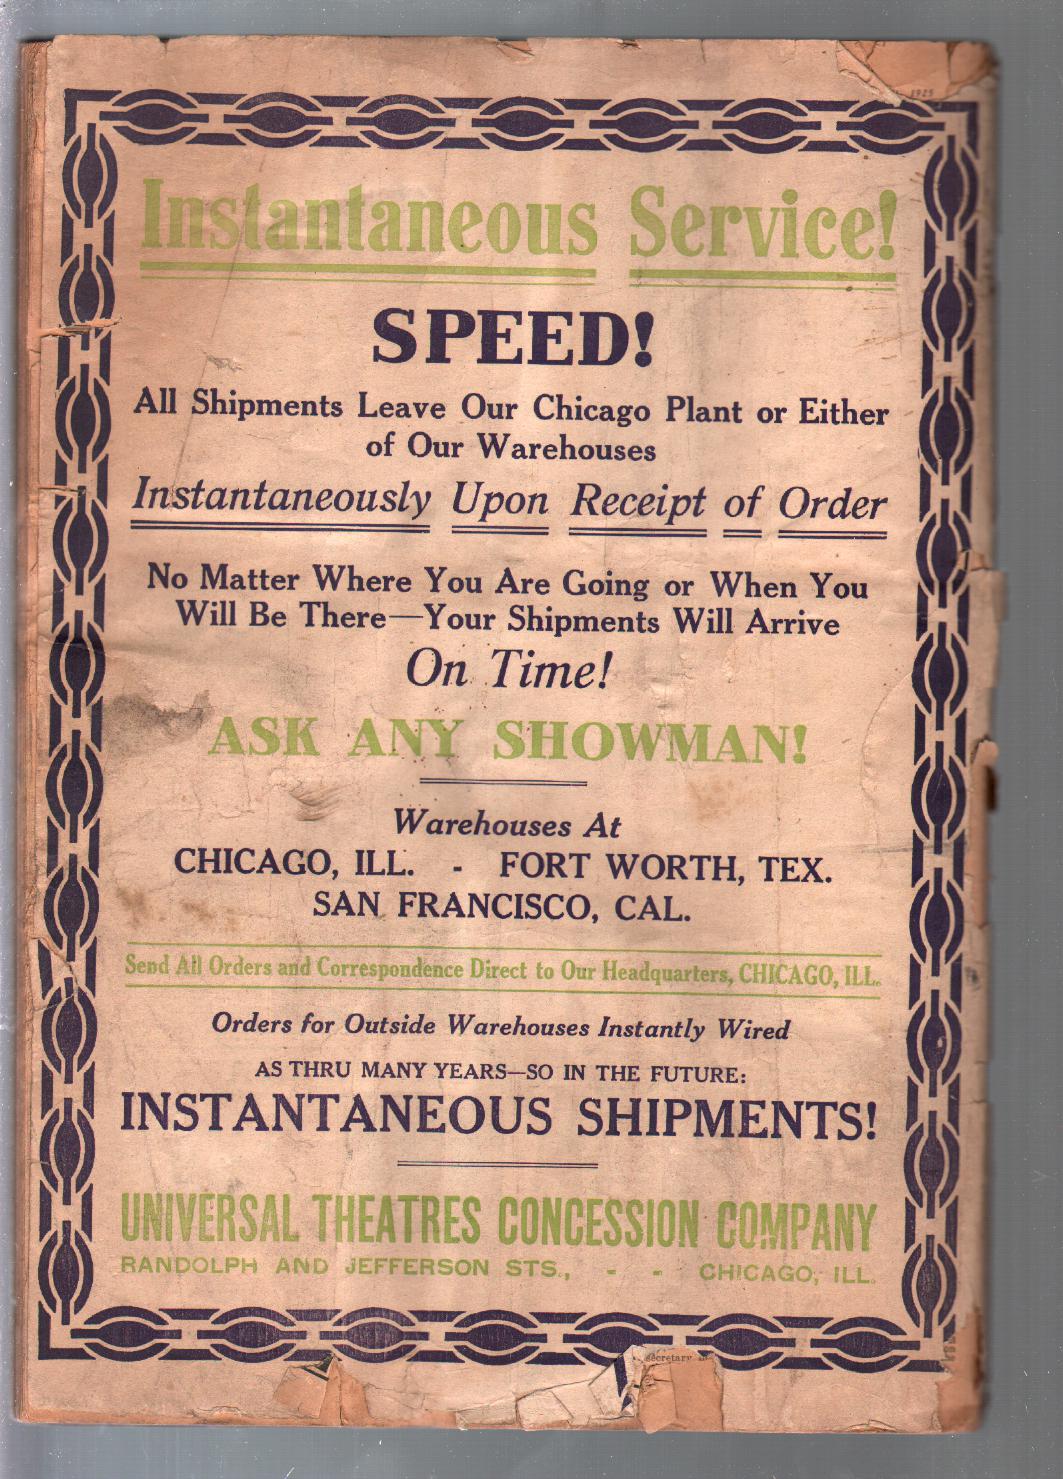 1925
Instantaneous Service!
SPEED!
All Shipments Leave Our Chicago Plant or Either
of Our Warehouses
Instantaneously Upon Receipt of Order
No Matter Where You Are Going or When You
Will Be There—Your Shipments Will Arrive
On Time!
ASK ANY SHOWMAN!
Warehouses At
CHICAGO, ILL. - FORT WORTH, TEX.
SAN FRANCISCO, CAL.
Send All Orders and Correspondence Direct to Our Headquarters, CHICAGO, ILL.
Orders for Outside Warehouses Instantly Wired
AS THRU MANY YEARS—SO IN THE FUTURE:
INSTANTANEOUS SHIPMENTS!
UNIVERSAL THEATRES CONCESSION COMPANY
RANDOLPH AND JEFFERSON STS., - - CHICAGO, ILL.
secretary